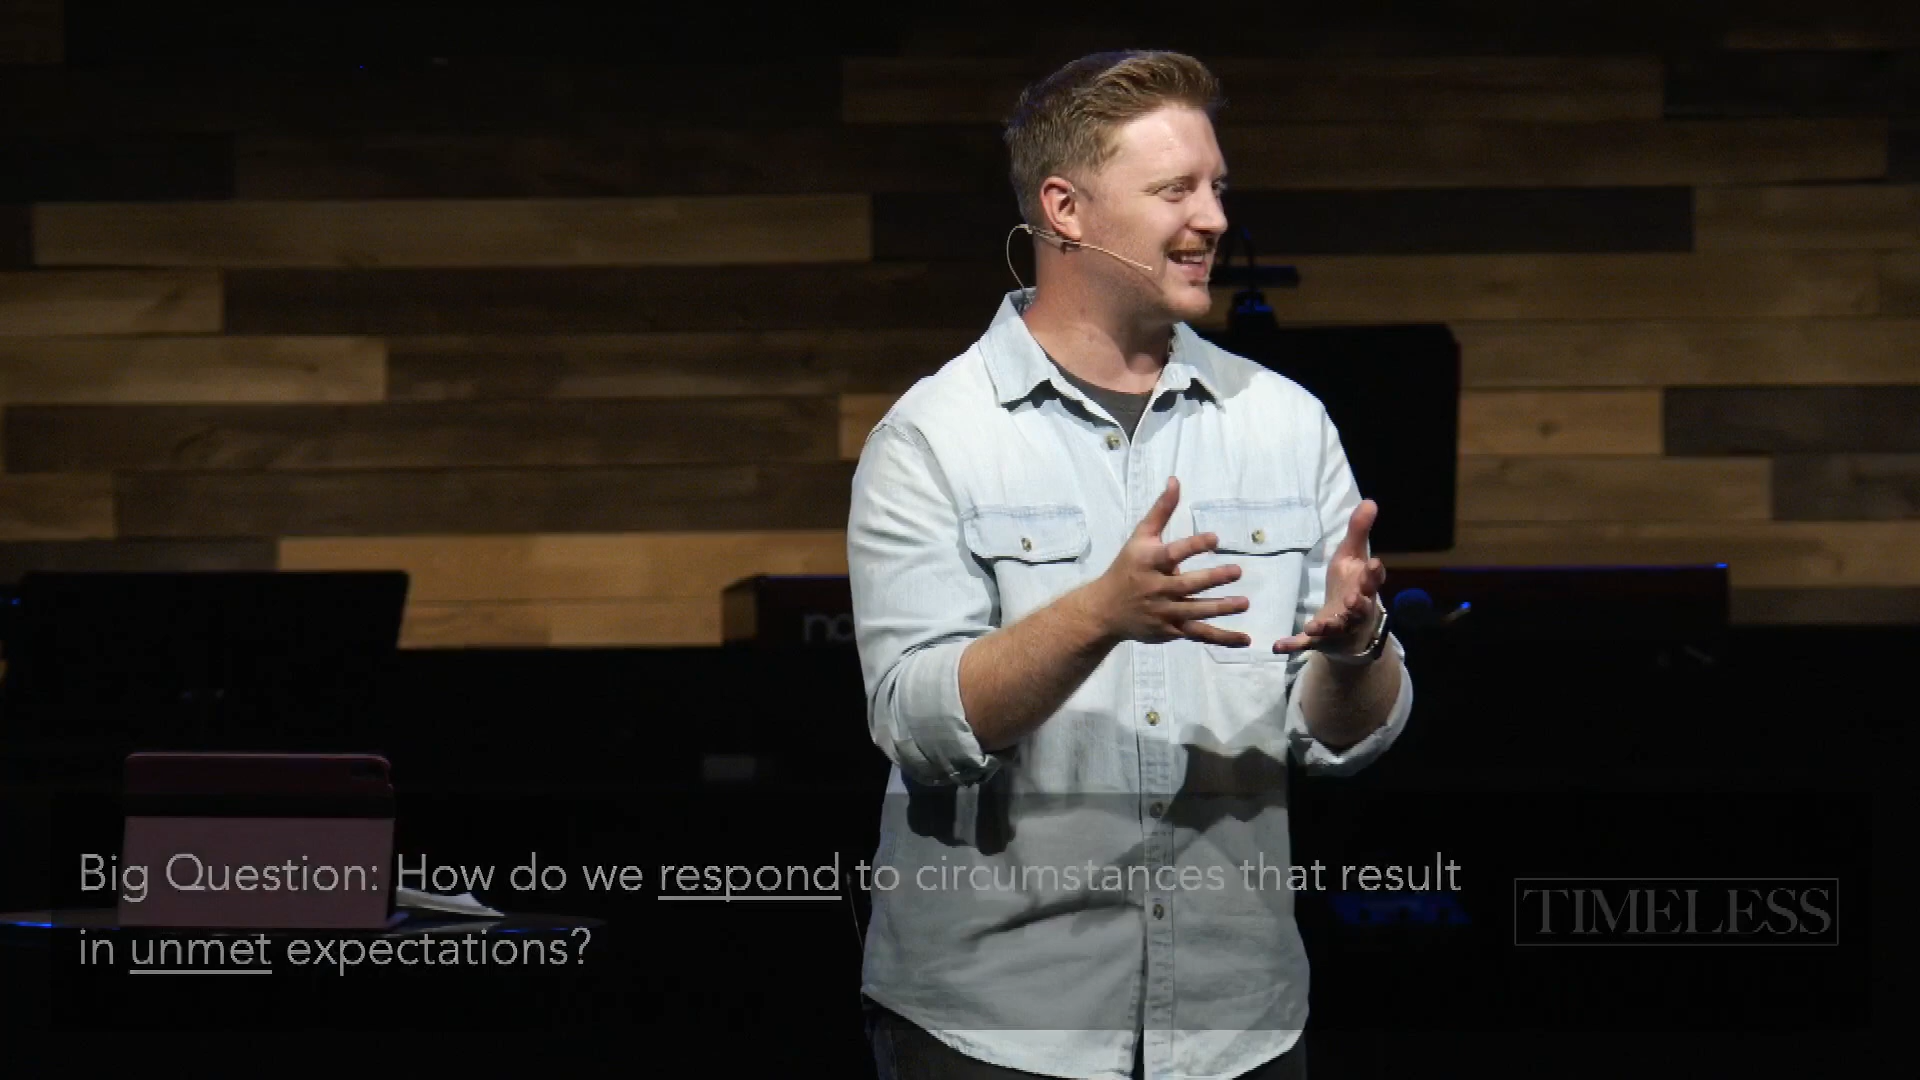 Big Question: How do we respond to circumstances that result
in unmet expectations?
TIMELESS